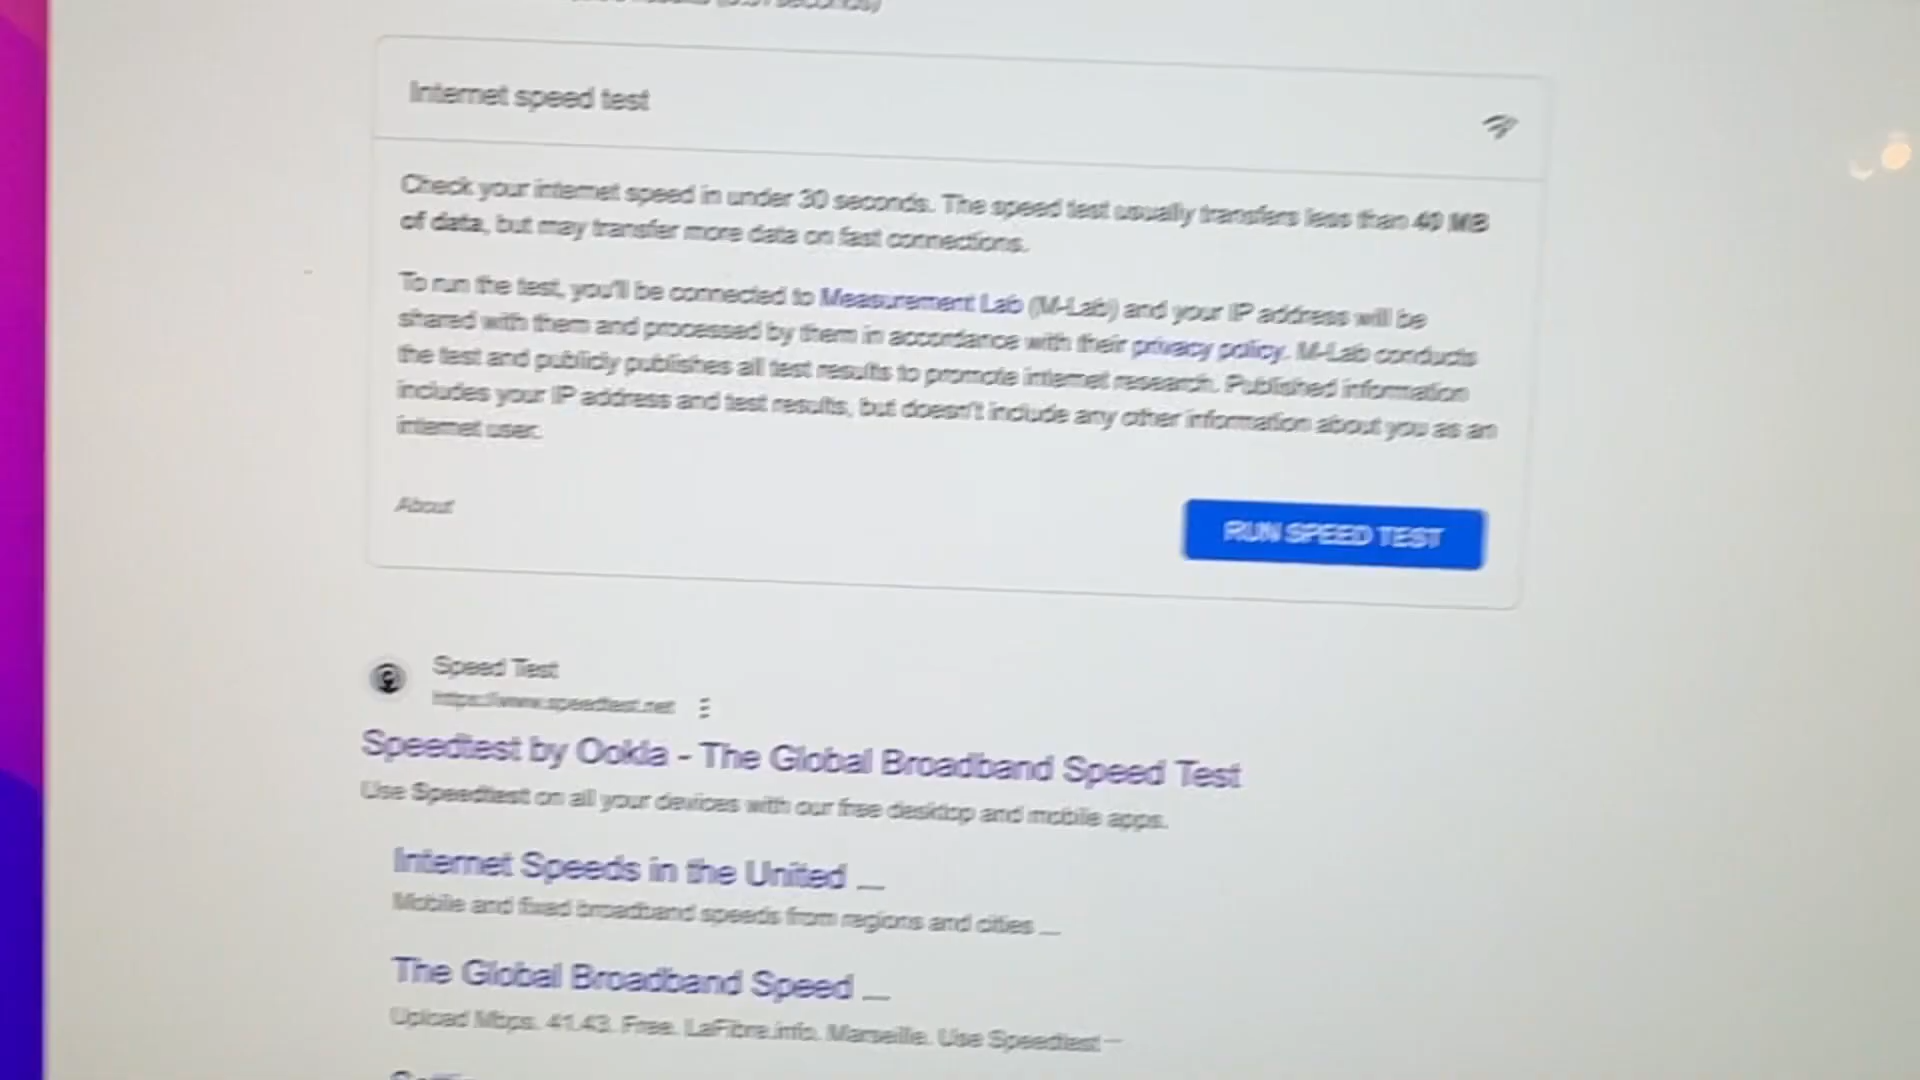 Internet speed test
Check your internet speed in under 30 seconds. The speed test usually transfers less than 40 MB
of data, but may transfer more data on fast connections.
To run the test, you'll be connected to Measurement Lab (M-Lab) and your IP address will be
shared with them and processed by them in accordance with their privacy policy. M-Lab conducts
the test and publicly publishes all test results to promote internet research. Published information
includes your IP address and test results, but doesn't include any other information about you as an
internet user.
About
RUN SPEED TEST
Speed Test
https://www.speedtest.net
Speedtest by Ookla - The Global Broadband Speed Test
Use Speedtest on all your devices with our free desktop and mobile apps.
Internet Speeds in the United ...
Mobile and fixed broadband speeds from regions and cities ...
The Global Broadband Speed ...
Upload Mbps. 41.43. Free. LaFibre.info. Marseille. Use Speedtest ...